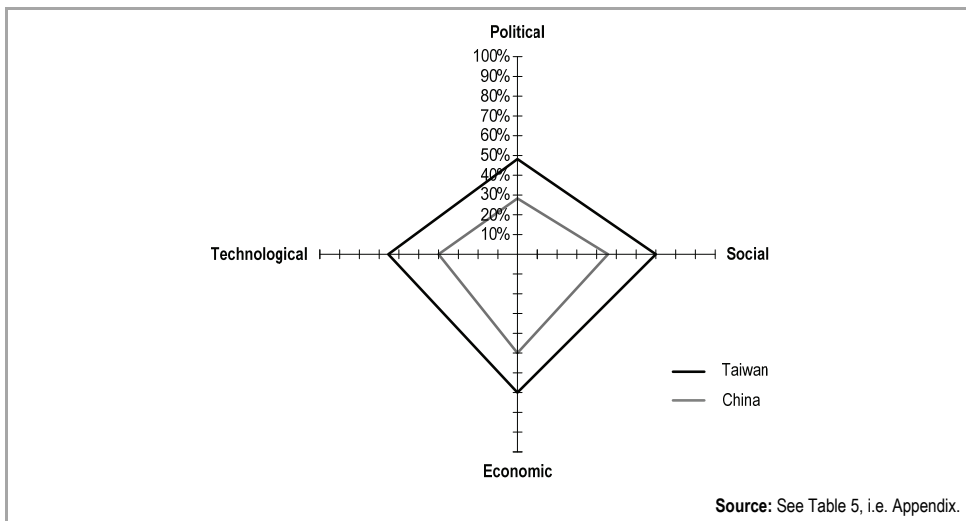 Political
100%
90%
80%
70%
60%
50%
40%
30%
20%
10%
Technological
Social
Taiwan
China
Economic
Source: See Table 5, i.e. Appendix.